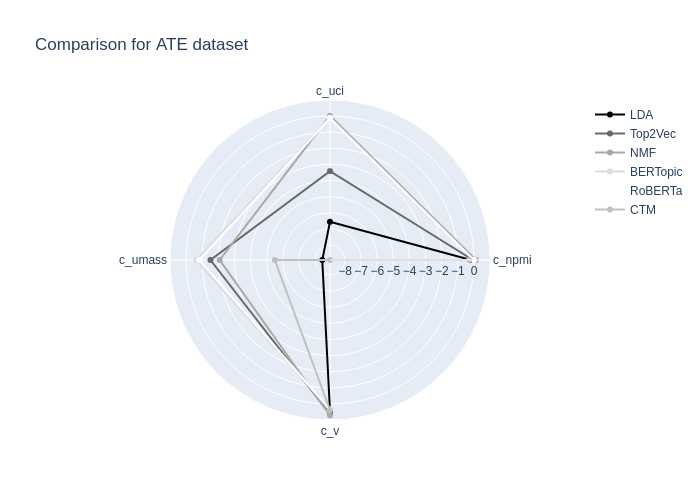 Comparison for ATE dataset
c_uci
LDA
Top2Vec
NMF
BERTopic
RoBERTa
CTM
c_umass
c_npmi
−8 −7 −6 −5 −4 −3 −2 −1 0
c_v